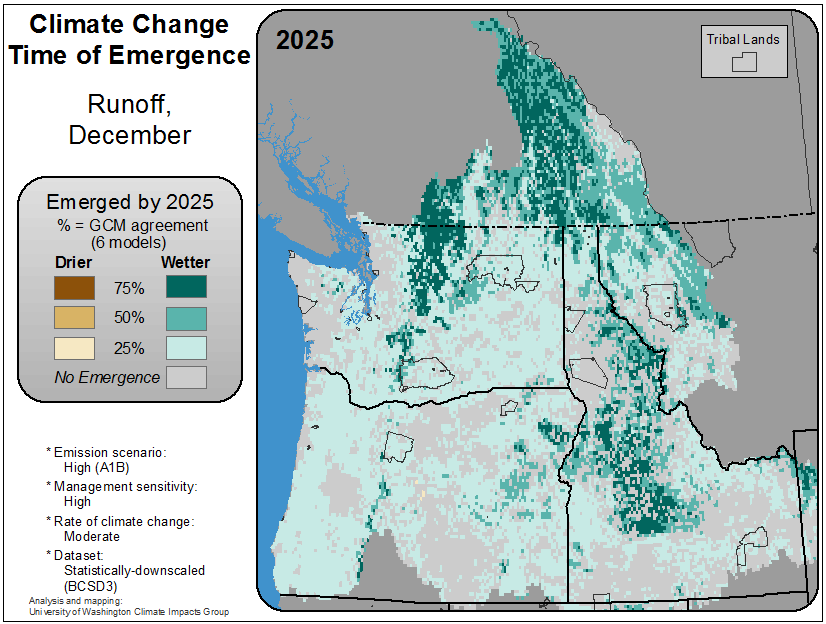 Climate Change
Time of Emergence
Runoff,
December
Emerged by 2025
% = GCM agreement
(6 models)
Drier Wetter
75%
50%
25%
No Emergence
* Emission scenario:
High (A1B)
* Management sensitivity:
High
* Rate of climate change:
Moderate
* Dataset:
Statistically-downscaled
(BCSD3)
Analysis and mapping:
University of Washington Climate Impacts Group
2025
Tribal Lands